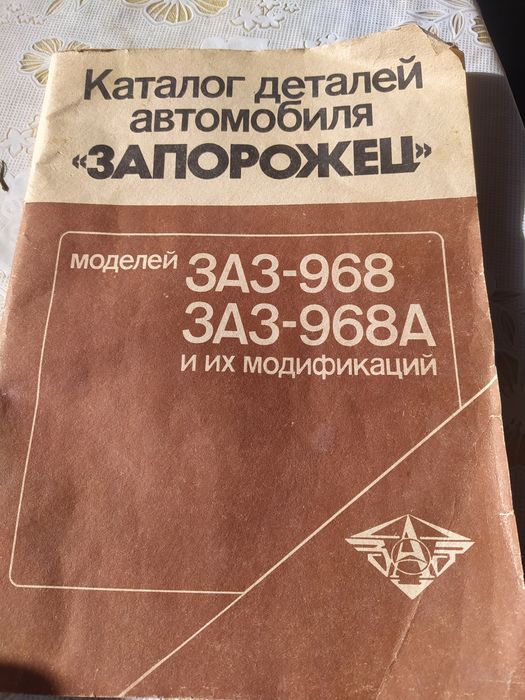 Каталог деталей
автомобиля
«ЗАПОРОЖЕЦ»
моделей ЗАЗ-968
ЗАЗ-968А
и их модификаций